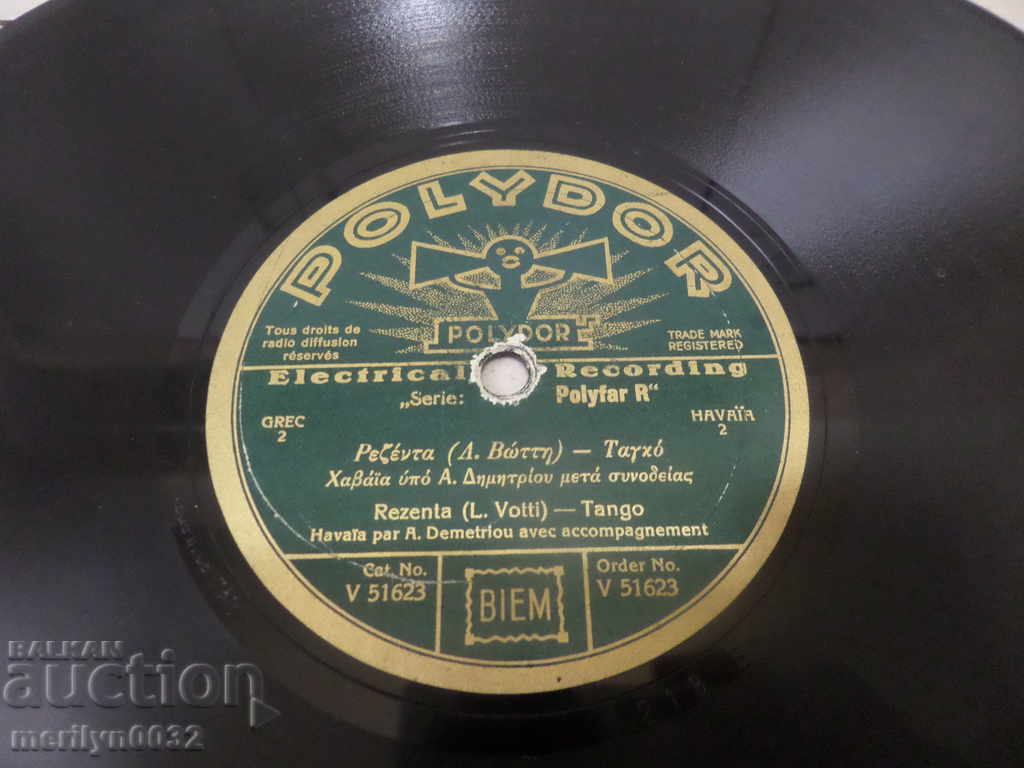 POLYDOR
POLYDOR
Tous droits de
radio diffusion
réservés
TRADE MARK
REGISTERED
Electrical Recording
„Serie: Polyfar R“
GREC
2
HAVAÏA
2
Ρεζέντα (Λ. Βώττη) — Ταγκό
Χαβάϊα ὑπό Α. Δημητρίου μετά συνοδείας
Rezenta (L. Votti) — Tango
Havaïa par A. Demetriou avec accompagnement
Cat. No.
V 51623
BIEM
Order No.
V 51623
BALKAN
auction
merilyn0032